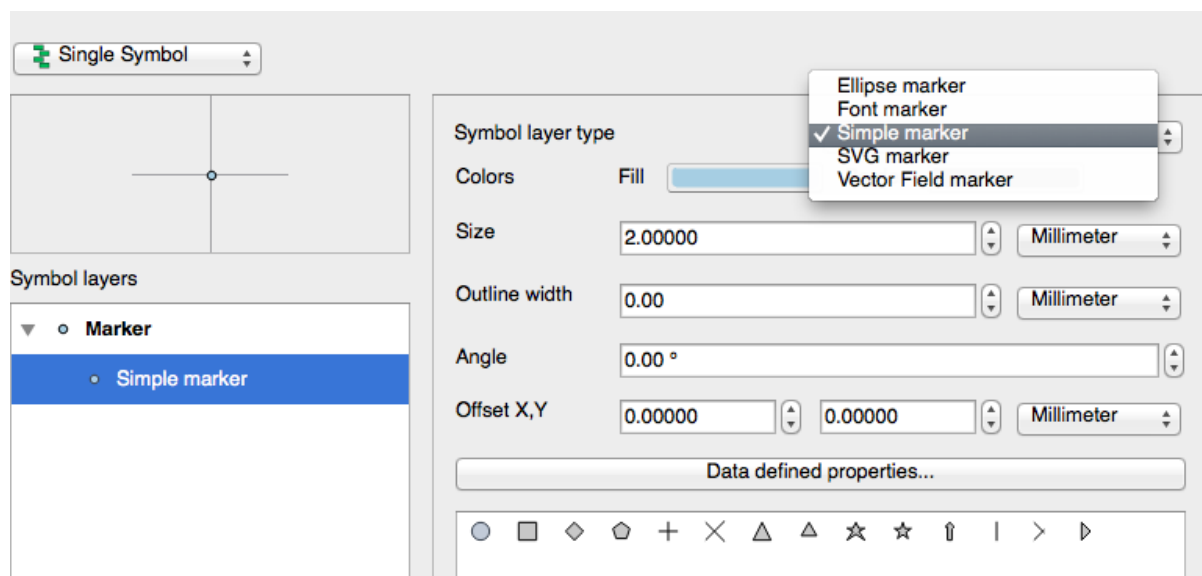 Single Symbol
Ellipse marker
Font marker
Symbol layer type
✓ Simple marker
SVG marker
Colors Fill
Vector Field marker
Size 2.00000 Millimeter
Symbol layers
Outline width 0.00 Millimeter
Marker
Angle 0.00 °
Simple marker
Offset X,Y 0.00000 0.00000 Millimeter
Data defined properties...